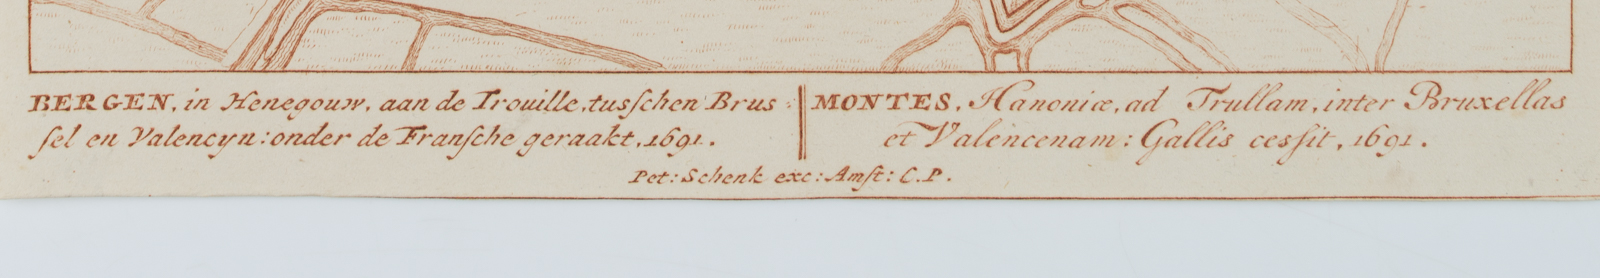 BERGEN, in Henegouw, aan de Trouille, tusſchen Brus
ſel en Valencyn: onder de Franſche geraakt, 1691.
MONTES, Hanoniæ, ad Trullam, inter Bruxellas
et Valencenam: Gallis cesſit, 1691.
Pet: Schenk exc: Amſt: C.P.